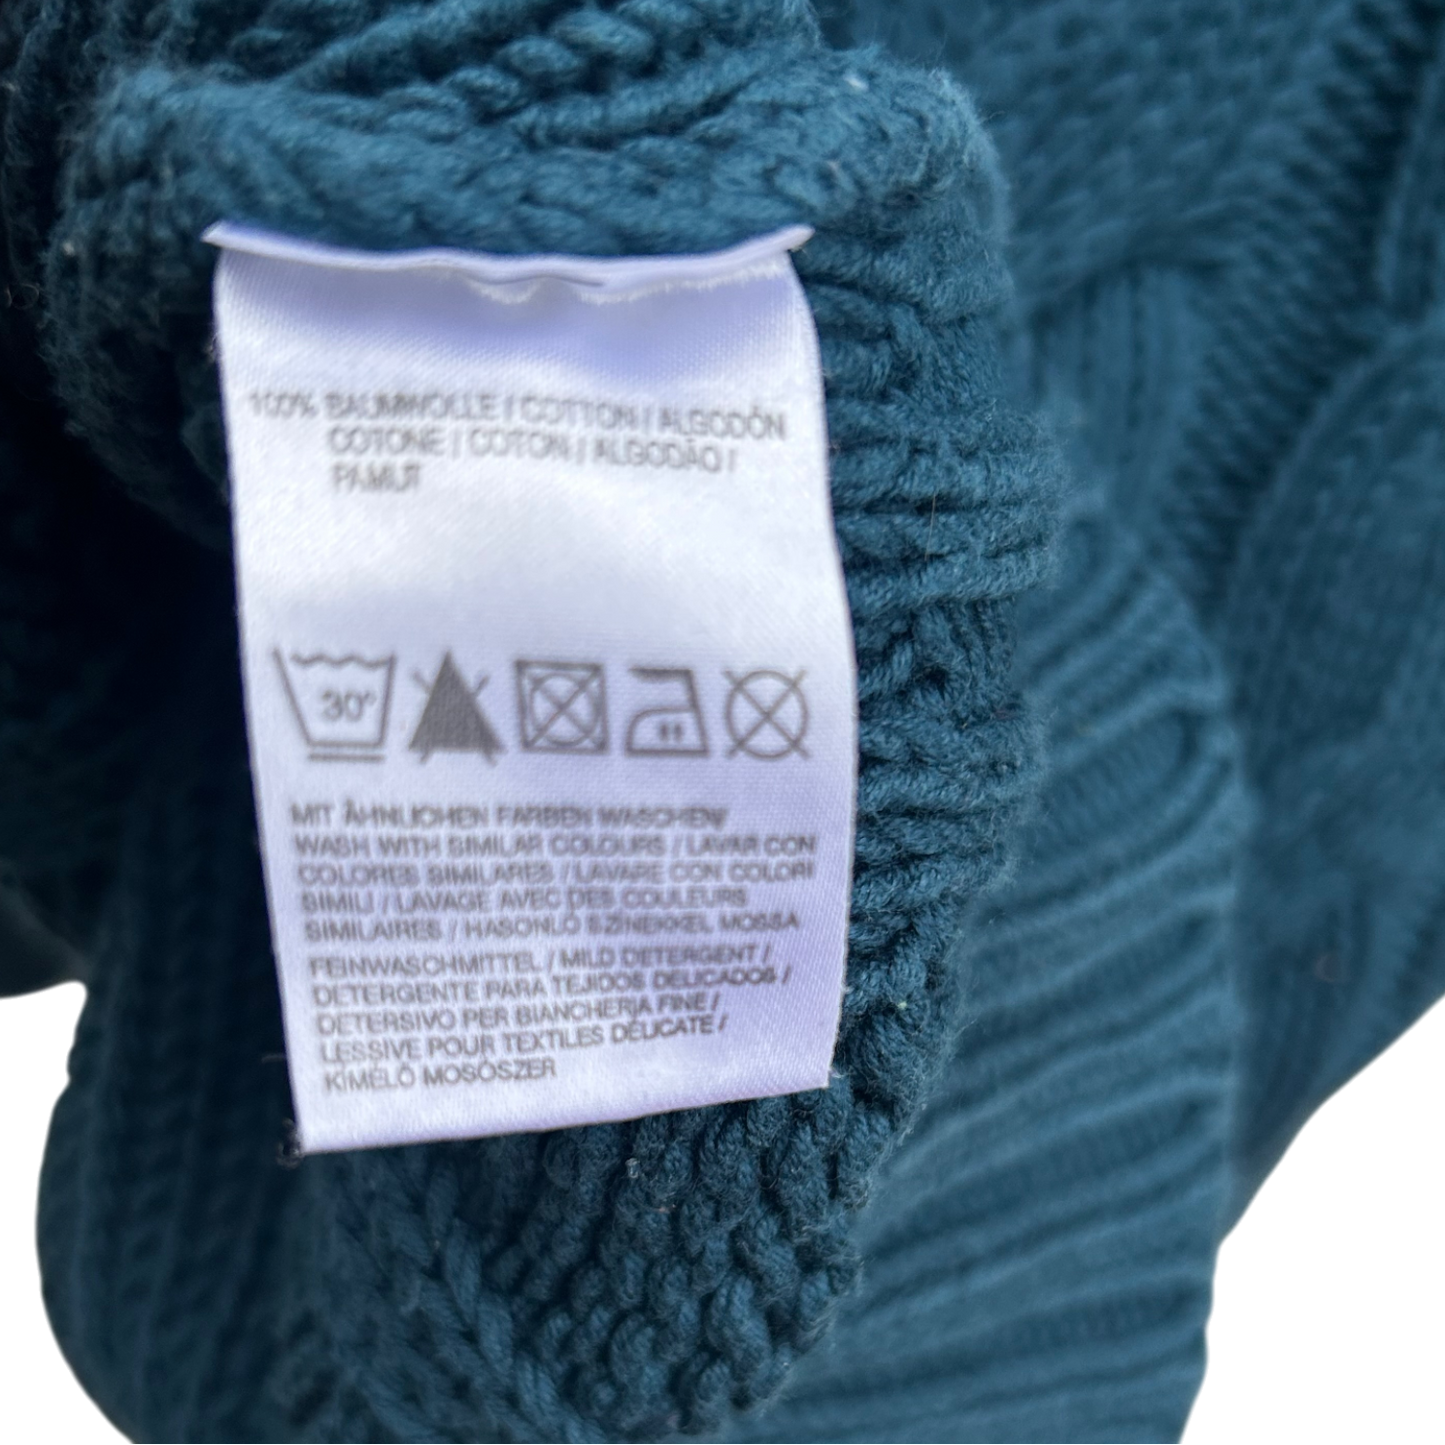 100% BAUMWOLLE / COTTON / ALGODÓN
COTONE / COTON / ALGODÃO /
PAMUT
30°
MIT ÄHNLICHEN FARBEN WASCHEN/
WASH WITH SIMILAR COLOURS / LAVAR CON
COLORES SIMILARES / LAVARE CON COLORI
SIMILI / LAVAGE AVEC DES COULEURS
SIMILAIRES / HASONLÓ SZÍNEKKEL MOSSA
FEINWASCHMITTEL / MILD DETERGENT /
DETERGENTE PARA TEJIDOS DELICADOS /
DETERSIVO PER BIANCHERIA FINE /
LESSIVE POUR TEXTILES DÉLICATE /
KÍMÉLŐ MOSÓSZER